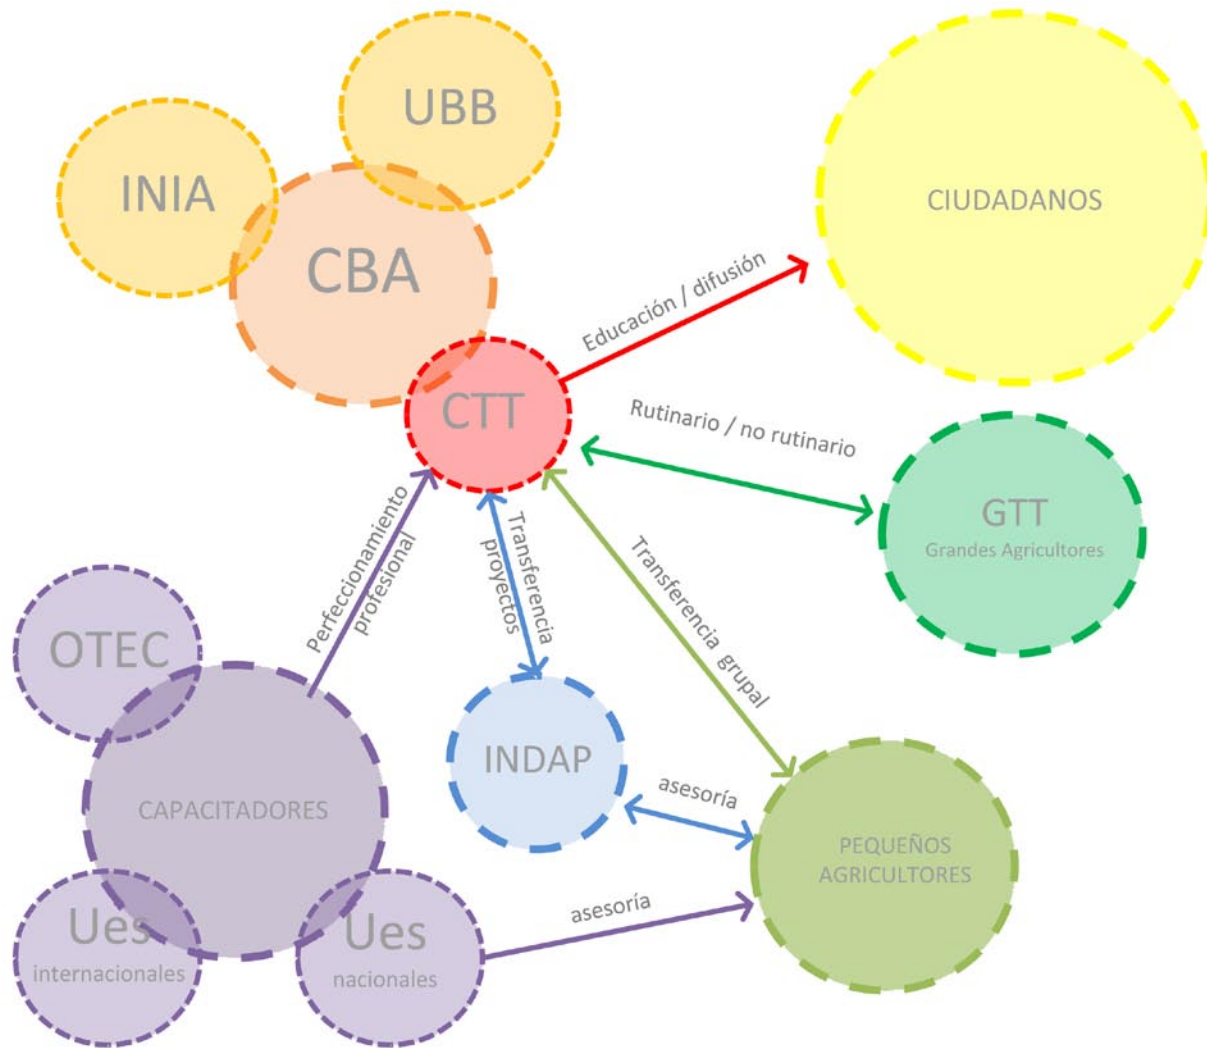 UBB
INIA
CBA
CIUDADANOS
Educación / difusión
CTT
Rutinario / no rutinario
GTT
Grandes Agricultores
Perfeccionamiento
profesional
Transferencia
proyectos
Transferencia grupal
OTEC
INDAP
asesoría
CAPACITADORES
PEQUEÑOS
AGRICULTORES
asesoría
Ues
internacionales
Ues
nacionales